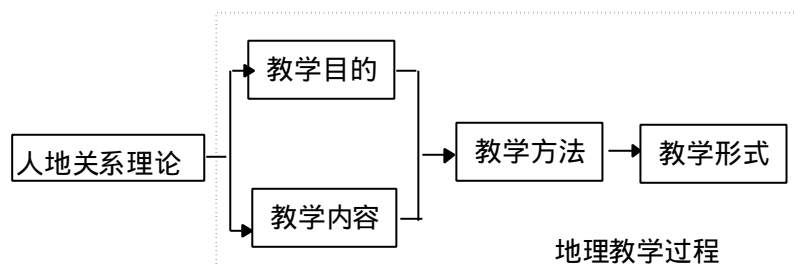 教学目的
人地关系理论
教学方法
教学形式
教学内容
地理教学过程